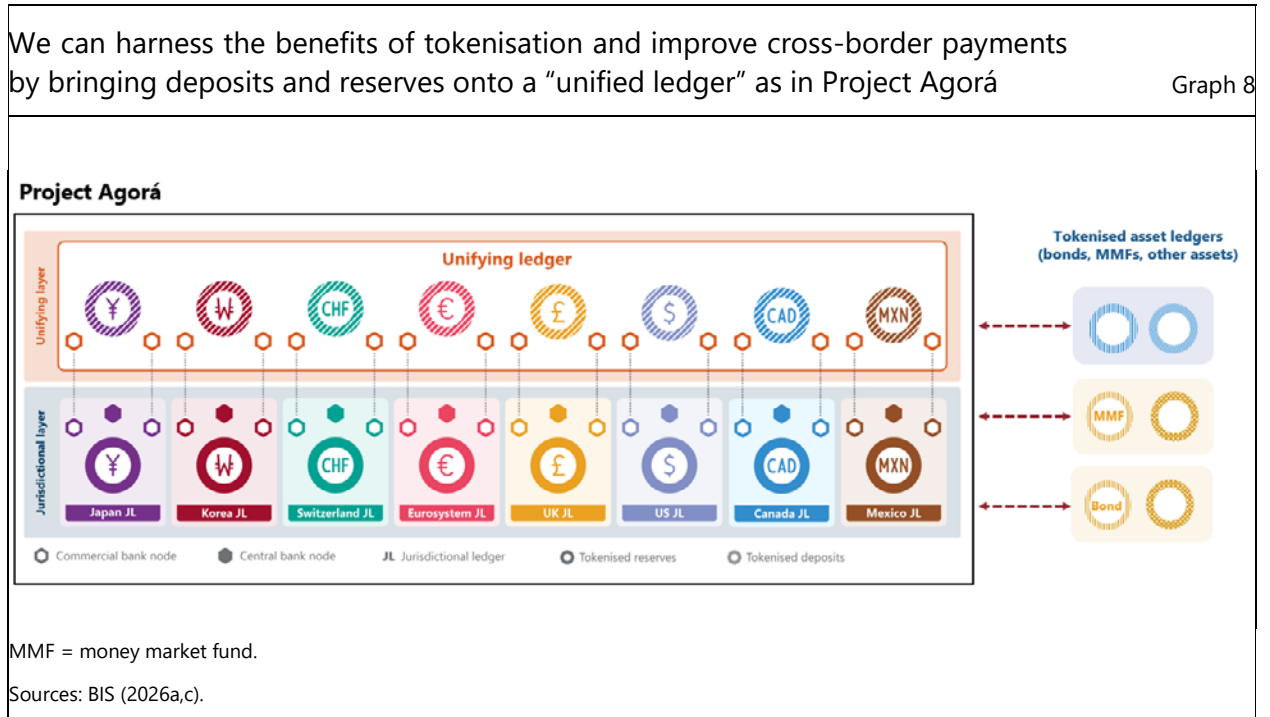 We can harness the benefits of tokenisation and improve cross-border payments
by bringing deposits and reserves onto a “unified ledger” as in Project Agorá
Graph 8
Project Agorá
Unifying layer
Unifying ledger
¥ ₩ CHF € £ $ CAD MXN
Jurisdictional layer
¥ ₩ CHF € £ $ CAD MXN
Japan JL Korea JL Switzerland JL Eurosystem JL UK JL US JL Canada JL Mexico JL
Commercial bank node Central bank node JL Jurisdictional ledger Tokenised reserves Tokenised deposits
Tokenised asset ledgers
(bonds, MMFs, other assets)
MMF
Bond
MMF = money market fund.
Sources: BIS (2026a,c).